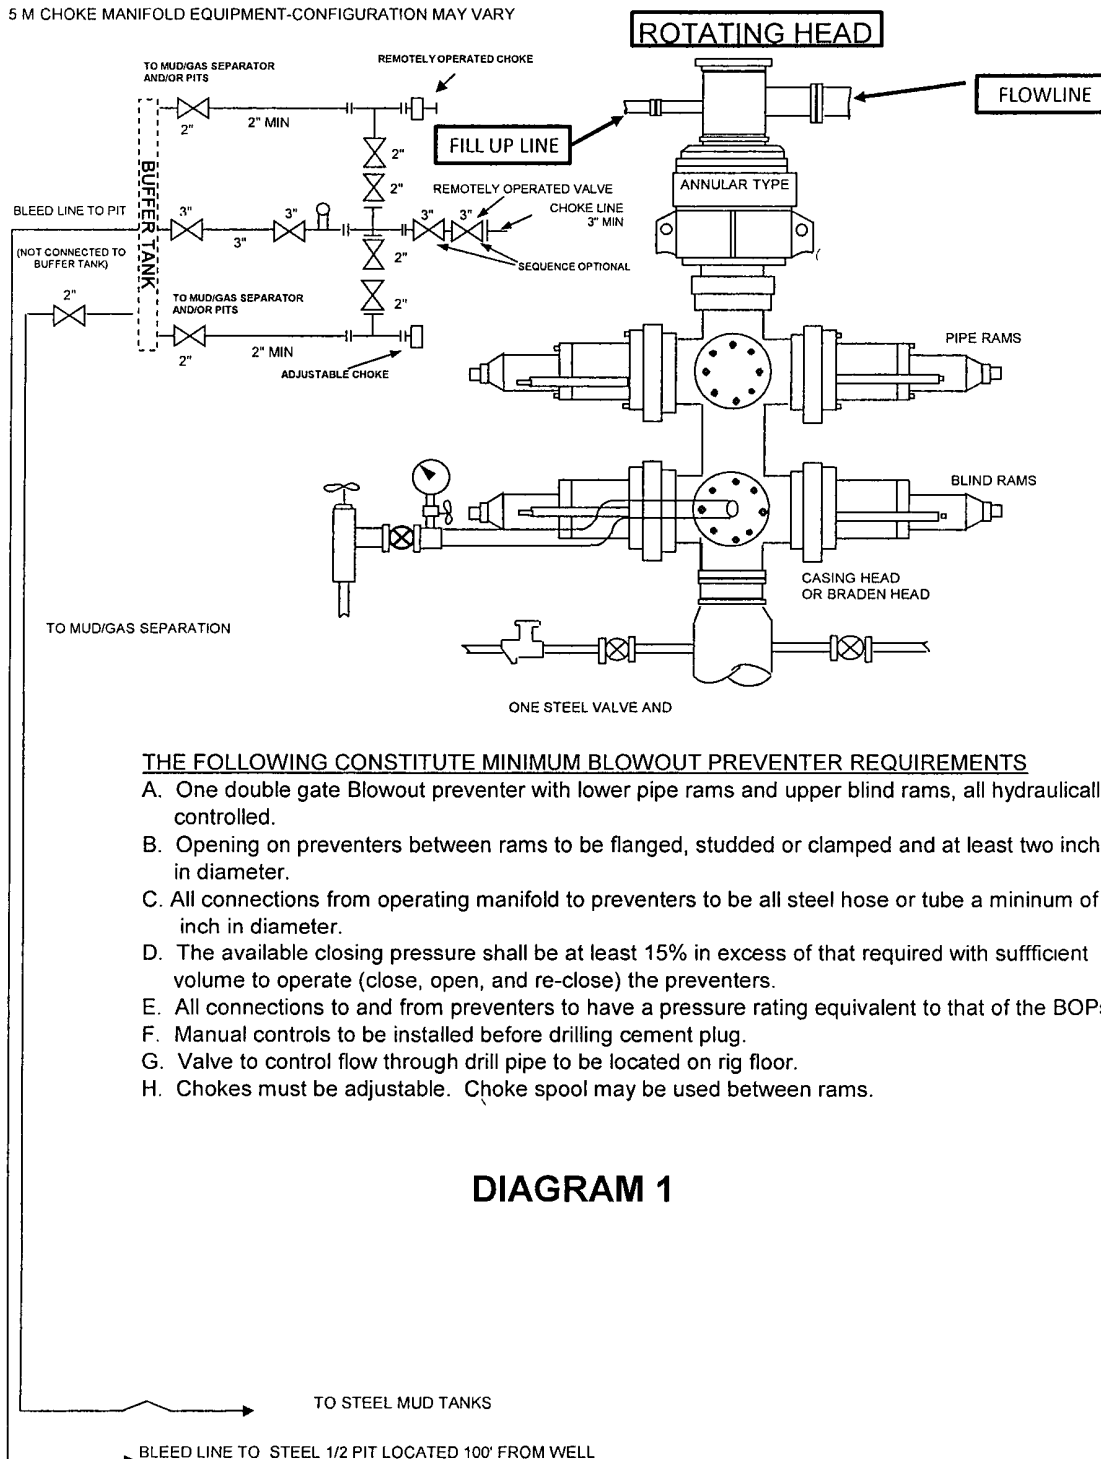 5 M CHOKE MANIFOLD EQUIPMENT-CONFIGURATION MAY VARY
ROTATING HEAD
REMOTELY OPERATED CHOKE
TO MUD/GAS SEPARATOR
AND/OR PITS
FLOWLINE
2"
2" MIN
FILL UP LINE
2"
2"
BUFFER TANK
ANNULAR TYPE
REMOTELY OPERATED VALVE
CHOKE LINE
3" MIN
BLEED LINE TO PIT
3"
3"
3"
3"
3"
(NOT CONNECTED TO
BUFFER TANK)
2"
SEQUENCE OPTIONAL
2"
TO MUD/GAS SEPARATOR
AND/OR PITS
2"
2"
2" MIN
ADJUSTABLE CHOKE
PIPE RAMS
BLIND RAMS
CASING HEAD
OR BRADEN HEAD
TO MUD/GAS SEPARATION
ONE STEEL VALVE AND
THE FOLLOWING CONSTITUTE MINIMUM BLOWOUT PREVENTER REQUIREMENTS
A. One double gate Blowout preventer with lower pipe rams and upper blind rams, all hydraulicall
controlled.
B. Opening on preventers between rams to be flanged, studded or clamped and at least two inch
in diameter.
C. All connections from operating manifold to preventers to be all steel hose or tube a mininum of
inch in diameter.
D. The available closing pressure shall be at least 15% in excess of that required with suffficient
volume to operate (close, open, and re-close) the preventers.
E. All connections to and from preventers to have a pressure rating equivalent to that of the BOPs
F. Manual controls to be installed before drilling cement plug.
G. Valve to control flow through drill pipe to be located on rig floor.
H. Chokes must be adjustable. Choke spool may be used between rams.
DIAGRAM 1
TO STEEL MUD TANKS
BLEED LINE TO STEEL 1/2 PIT LOCATED 100' FROM WELL